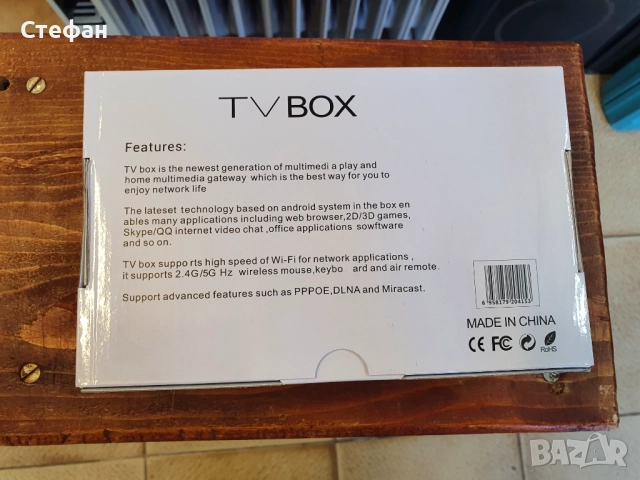 Стефан
TV BOX
Features:
TV box is the newest generation of multimedi a play and
home multimedia gateway which is the best way for you to
enjoy network life
The lateset technology based on android system in the box en
ables many applications including web browser,2D/3D games,
Skype/QQ internet video chat ,office applications sowftware
and so on.
TV box suppo rts high speed of Wi-Fi for network applications ,
it supports 2.4G/5G Hz wireless mouse,keybo ard and air remote.
Support advanced features such as PPPOE,DLNA and Miracast.
6 958179 204153
MADE IN CHINA
CE FC RoHS
BAZAR